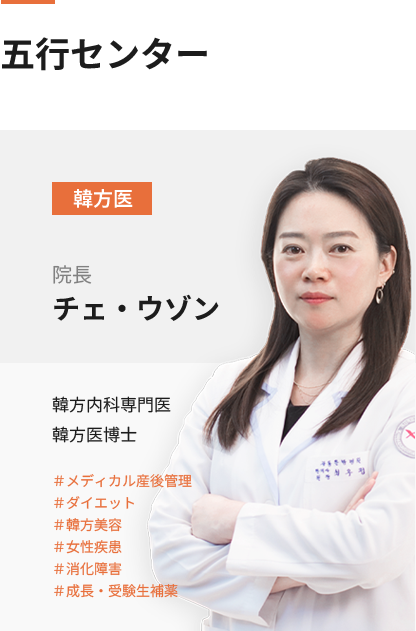 五行センター
韓方医
院長
チェ・ウゾン
韓方内科専門医
韓方医博士
＃メディカル産後管理
＃ダイエット
＃韓方美容
＃女性疾患
＃消化障害
＃成長・受験生補薬